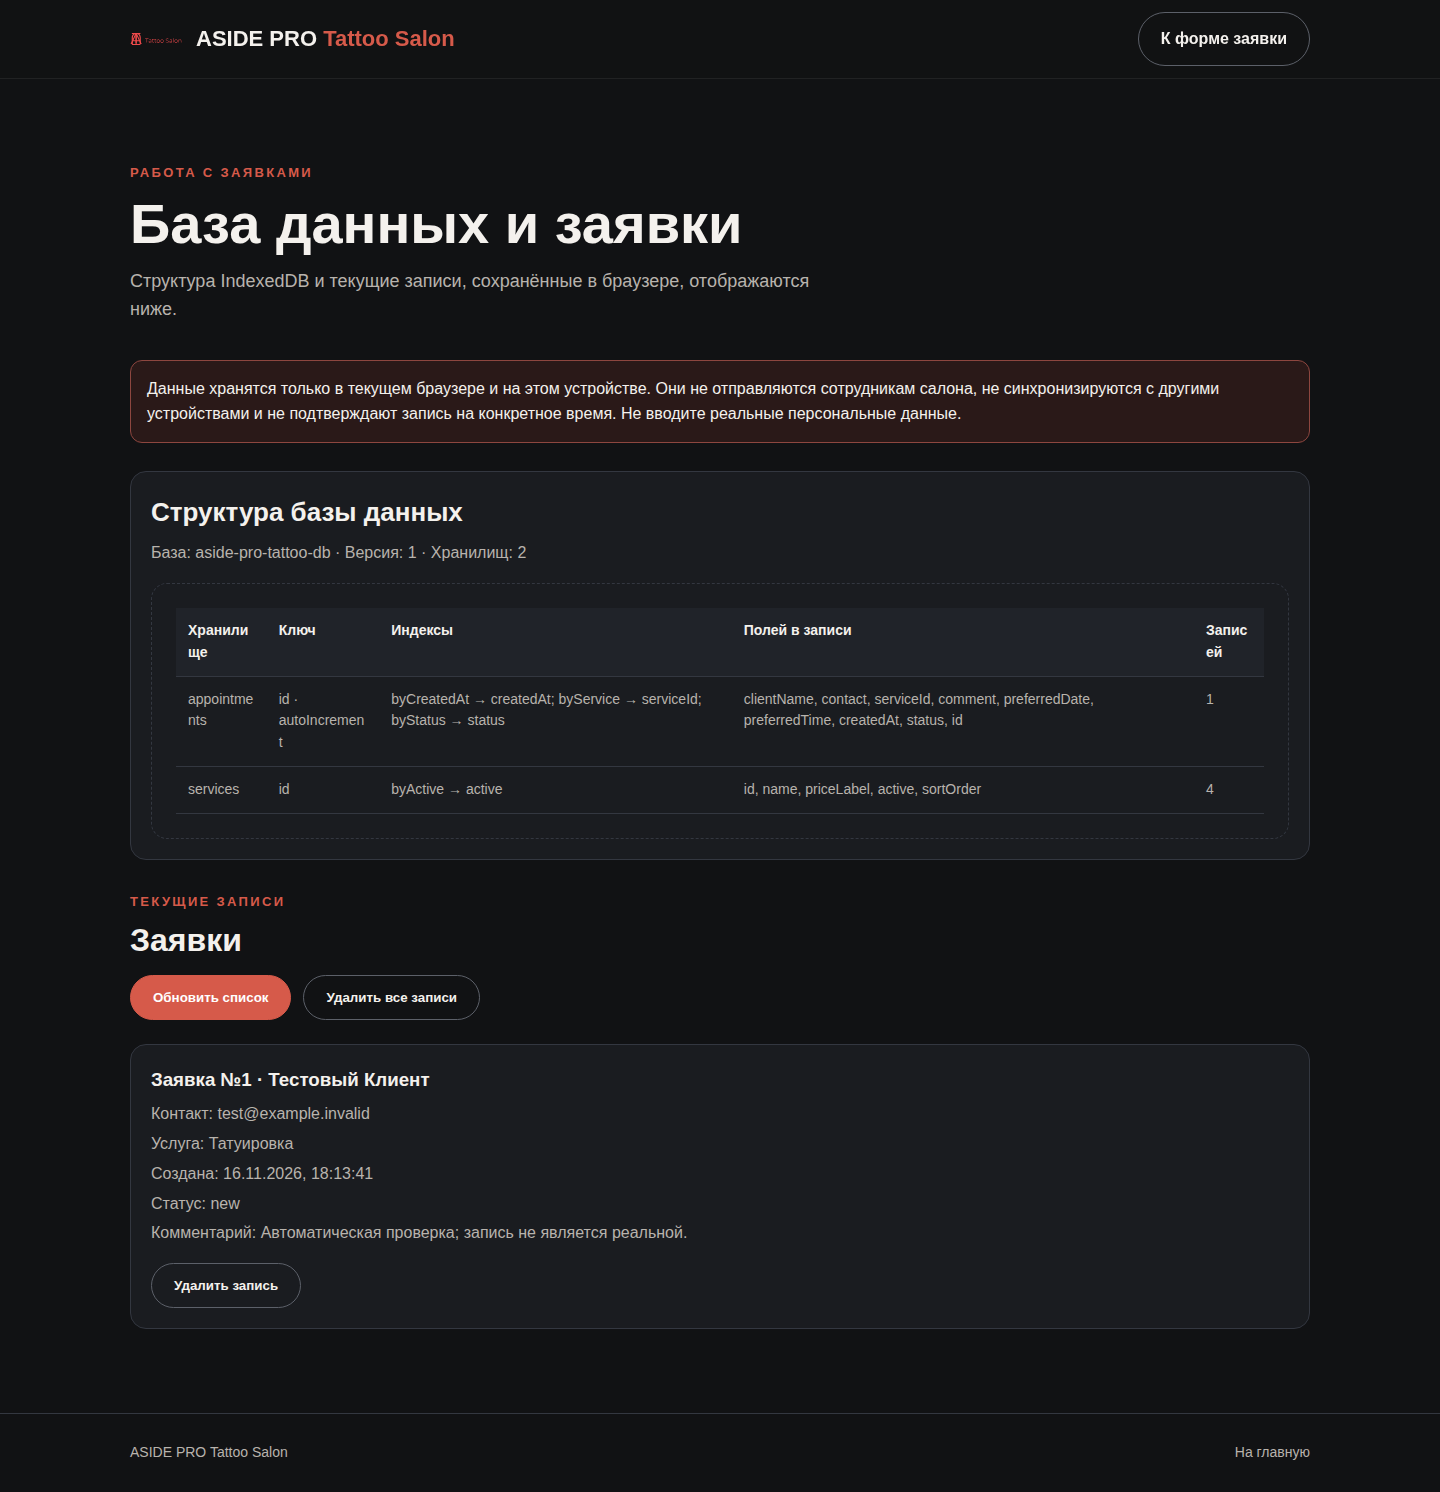 Tattoo Salon
ASIDE PRO Tattoo Salon
К форме заявки
РАБОТА С ЗАЯВКАМИ
База данных и заявки
Структура IndexedDB и текущие записи, сохранённые в браузере, отображаются
ниже.
Данные хранятся только в текущем браузере и на этом устройстве. Они не отправляются сотрудникам салона, не синхронизируются с другими
устройствами и не подтверждают запись на конкретное время. Не вводите реальные персональные данные.
Структура базы данных
База: aside-pro-tattoo-db · Версия: 1 · Хранилищ: 2
Хранили
ще
Ключ
Индексы
Полей в записи
Запис
ей
appointme
nts
id ·
autoIncremen
t
byCreatedAt → createdAt; byService → serviceId;
byStatus → status
clientName, contact, serviceId, comment, preferredDate,
preferredTime, createdAt, status, id
1
services
id
byActive → active
id, name, priceLabel, active, sortOrder
4
ТЕКУЩИЕ ЗАПИСИ
Заявки
Обновить список
Удалить все записи
Заявка №1 · Тестовый Клиент
Контакт: test@example.invalid
Услуга: Татуировка
Создана: 16.11.2026, 18:13:41
Статус: new
Комментарий: Автоматическая проверка; запись не является реальной.
Удалить запись
ASIDE PRO Tattoo Salon
На главную